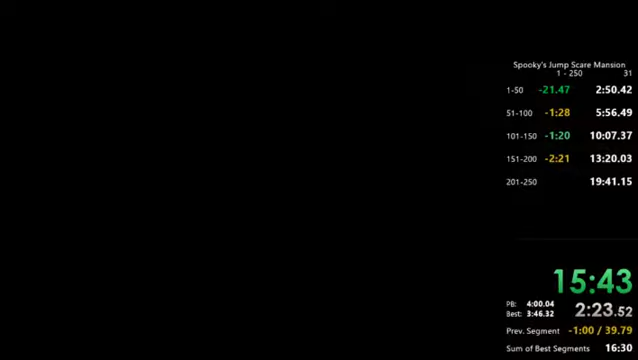 Spooky's Jump Scare Mansion
1 - 250 31
1-50 -21.47 2:50.42
51-100 -1:28 5:56.49
101-150 -1:20 10:07.37
151-200 -2:21 13:20.03
201-250 19:41.15
15:43
PB: 4:00.04
Best: 3:46.32 2:23.52
Prev. Segment -1:00 / 39.79
Sum of Best Segments 16:30